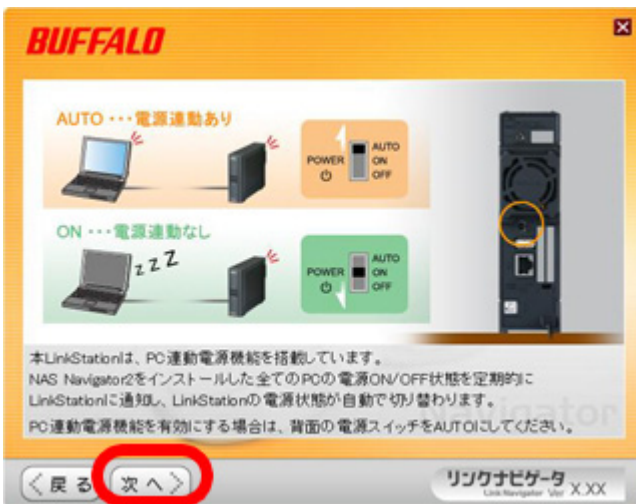 BUFFALO
AUTO・・・電源連動あり
POWER
AUTO
ON
OFF
ON・・・電源連動なし
zzZ
POWER
AUTO
ON
OFF
本LinkStationは、PC連動電源機能を搭載しています。
NAS Navigator2をインストールした全てのPCの電源ON/OFF状態を定期的に
LinkStationに通知し、LinkStationの電源状態が自動で切り替わります。
PC連動電源機能を有効にする場合は、背面の電源スイッチをAUTOにしてください。
Navigator
戻る
次へ
リンクナビゲータ
Link Navigator Ver X.XX